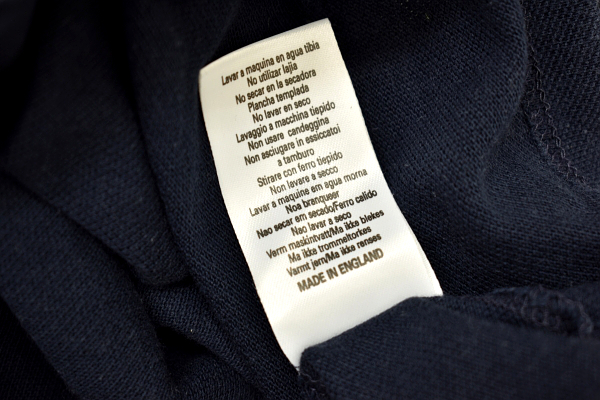 Lavar a maquina en agua tibia
No utilizar lajia
No secar en la secadora
Plancha templada
No lavar en seco
Lavaggio a macchina tiepido
Non usare candeggina
Non asciugare in essiccatoi
a tamburo
Stirare con ferro tiepido
Non lavare a secco
Lavar a maquine em agua morna
Noa branqueer
Nao secar em secado/Ferro calido
Nao lavar a seco
Verm maskintvatt/Ma ikke blekes
Ma ikke trommeltorkes
Varmt jern/Ma ikke renses
MADE IN ENGLAND